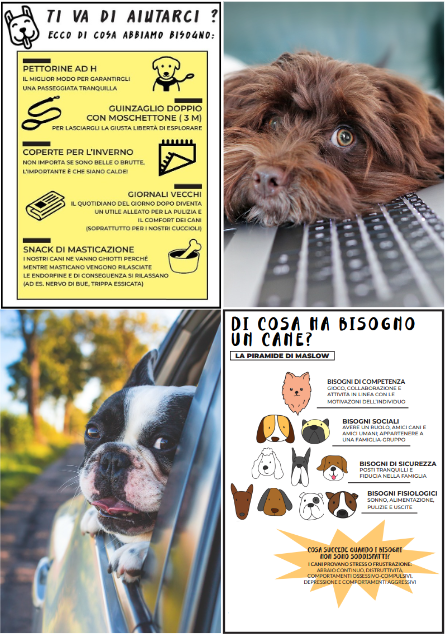 TI VA DI AIUTARCI ?
ECCO DI COSA ABBIAMO BISOGNO:
PETTORINE AD H
IL MIGLIOR MODO PER GARANTIRGLI
UNA PASSEGGIATA TRANQUILLA
GUINZAGLIO DOPPIO
CON MOSCHETTONE ( 3 M)
PER LASCIARGLI LA GIUSTA LIBERTÀ DI ESPLORARE
COPERTE PER L'INVERNO
NON IMPORTA SE SONO BELLE O BRUTTE,
L'IMPORTANTE È CHE SIANO CALDE!
GIORNALI VECCHI
IL QUOTIDIANO DEL GIORNO DOPO DIVENTA
UN UTILE ALLEATO PER LA PULIZIA E
IL COMFORT DEI CANI
(SOPRATTUTTO PER I NOSTRI CUCCIOLI)
SNACK DI MASTICAZIONE
I NOSTRI CANI NE VANNO GHIOTTI PERCHÉ
MENTRE MASTICANO VENGONO RILASCIATE
LE ENDORFINE E DI CONSEGUENZA SI RILASSANO
(AD ES. NERVO DI BUE, TRIPPA ESSICATA)
DI COSA HA BISOGNO
UN CANE?
LA PIRAMIDE DI MASLOW
BISOGNI DI COMPETENZA
GIOCO, COLLABORAZIONE E
ATTIVITÀ IN LINEA CON LE
MOTIVAZONI DELL'INDIVIDUO
BISOGNI SOCIALI
AVERE UN RUOLO, AMICI CANI E
AMICI UMANI, APPARTENERE A
UNA FAMIGLIA GRUPPO
BISOGNI DI SICUREZZA
POSTI TRANQUILLI E
FIDUCIA NELLA FAMIGLIA
BISOGNI FISIOLOGICI
SONNO, ALIMENTAZIONE,
PULIZIE E USCITE
COSA SUCCEDE QUANDO I BISOGNI
NON SONO SODDISFATTI?
I CANI PROVANO STRESS O FRUSTRAZIONE:
ABBAIO CONTINUO, DISTRUTTIVITÀ,
COMPORTAMENTI OSSESSIVO-COMPULSIVI,
DEPRESSIONE E COMPORTAMENTI AGGRESSIVI